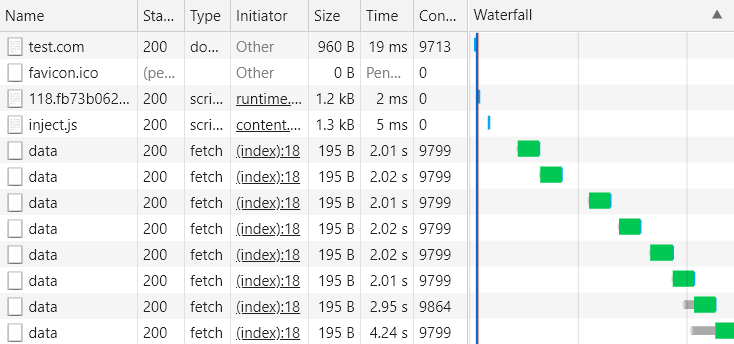 Name Sta... Type Initiator Size Time Con... Waterfall
test.com 200 do... Other 960 B 19 ms 9713
favicon.ico (pe... Other 0 B Pen... 0
118.fb73b062... 200 scri... runtime.... 1.2 kB 2 ms 0
inject.js 200 scri... content.... 1.3 kB 5 ms 0
data 200 fetch (index):18 195 B 2.01 s 9799
data 200 fetch (index):18 195 B 2.02 s 9799
data 200 fetch (index):18 195 B 2.01 s 9799
data 200 fetch (index):18 195 B 2.02 s 9799
data 200 fetch (index):18 195 B 2.02 s 9799
data 200 fetch (index):18 195 B 2.01 s 9799
data 200 fetch (index):18 195 B 2.95 s 9864
data 200 fetch (index):18 195 B 4.24 s 9799